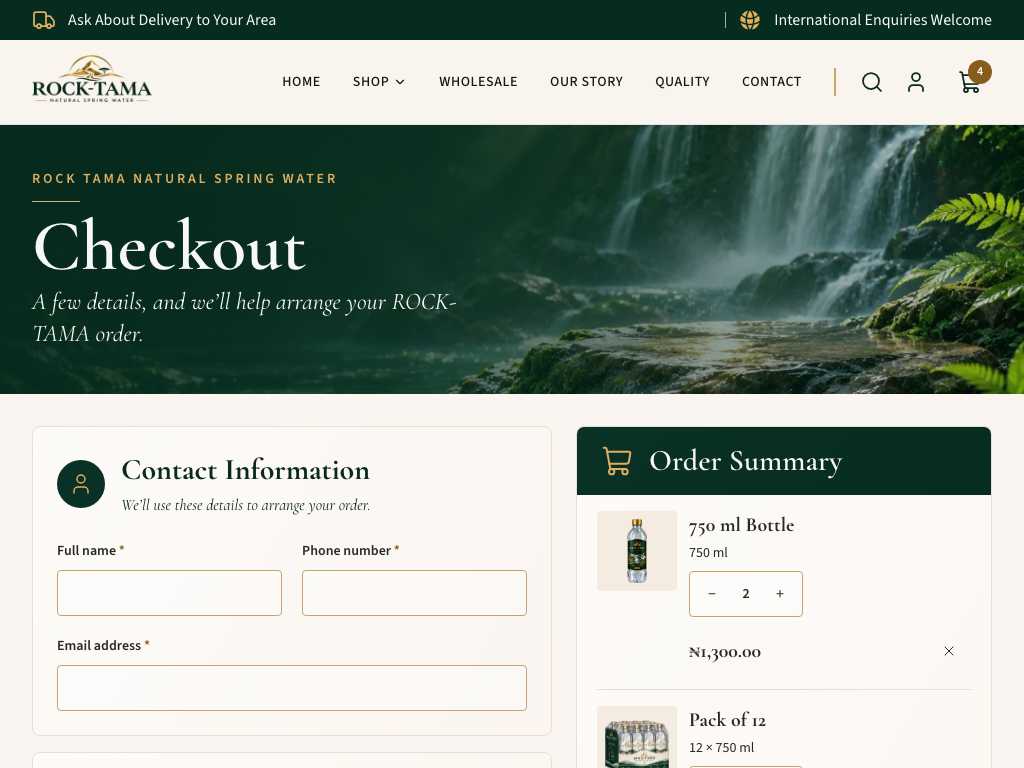 Ask About Delivery to Your Area
International Enquiries Welcome
ROCK-TAMA
NATURAL SPRING WATER
HOME
SHOP
WHOLESALE
OUR STORY
QUALITY
CONTACT
4
ROCK TAMA NATURAL SPRING WATER
Checkout
A few details, and we’ll help arrange your ROCK-
TAMA order.
Contact Information
We’ll use these details to arrange your order.
Full name *
Phone number *
Email address *
Order Summary
750 ml Bottle
750 ml
− 2 +
₦1,300.00
Pack of 12
12 × 750 ml